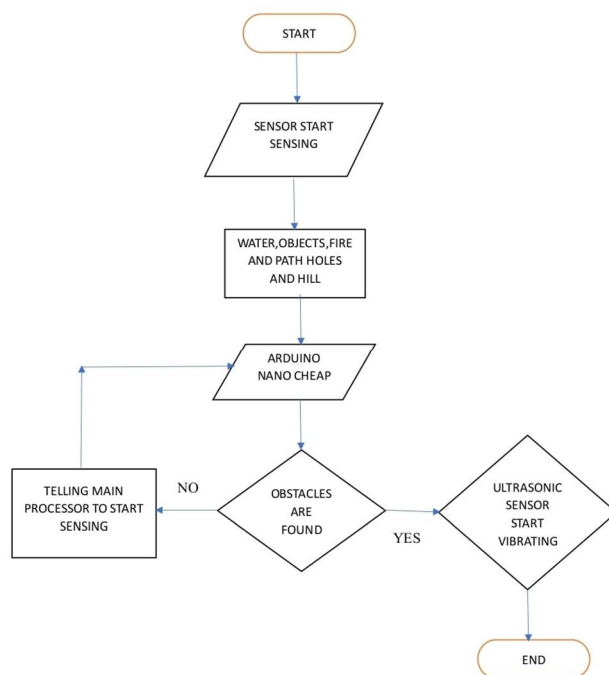 START
SENSOR START
SENSING
WATER,OBJECTS,FIRE
AND PATH HOLES
AND HILL
ARDUINO
NANO CHEAP
OBSTACLES
ARE
FOUND
NO
TELLING MAIN
PROCESSOR TO START
SENSING
YES
ULTRASONIC
SENSOR
START
VIBRATING
END